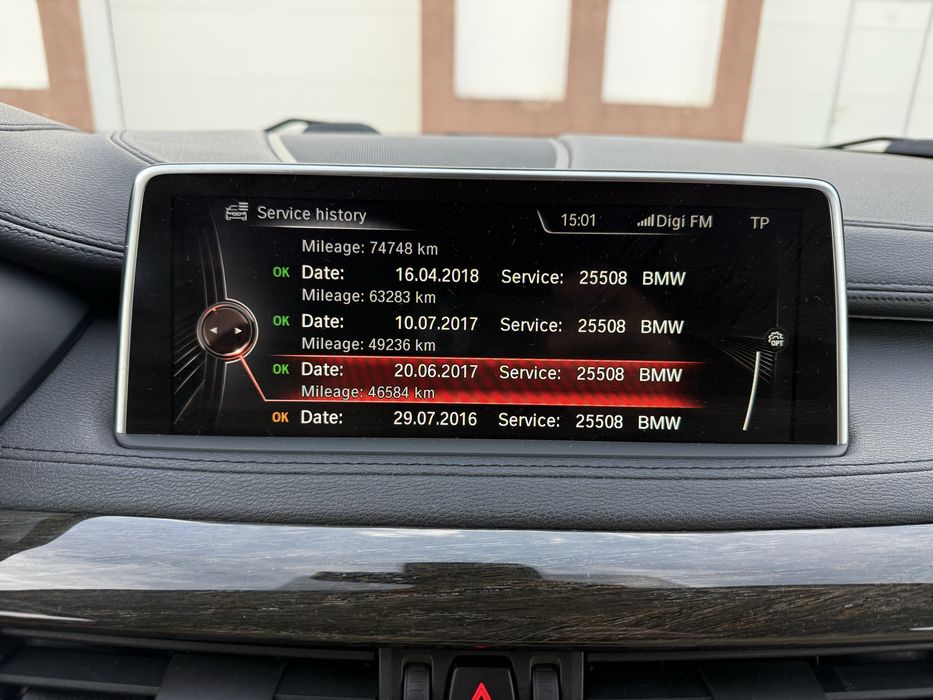 Service history 15:01 Digi FM TP
Mileage: 74748 km
OK Date: 16.04.2018 Service: 25508 BMW
Mileage: 63283 km
OK Date: 10.07.2017 Service: 25508 BMW
Mileage: 49236 km
OK Date: 20.06.2017 Service: 25508 BMW
Mileage: 46584 km
OK Date: 29.07.2016 Service: 25508 BMW
OPT